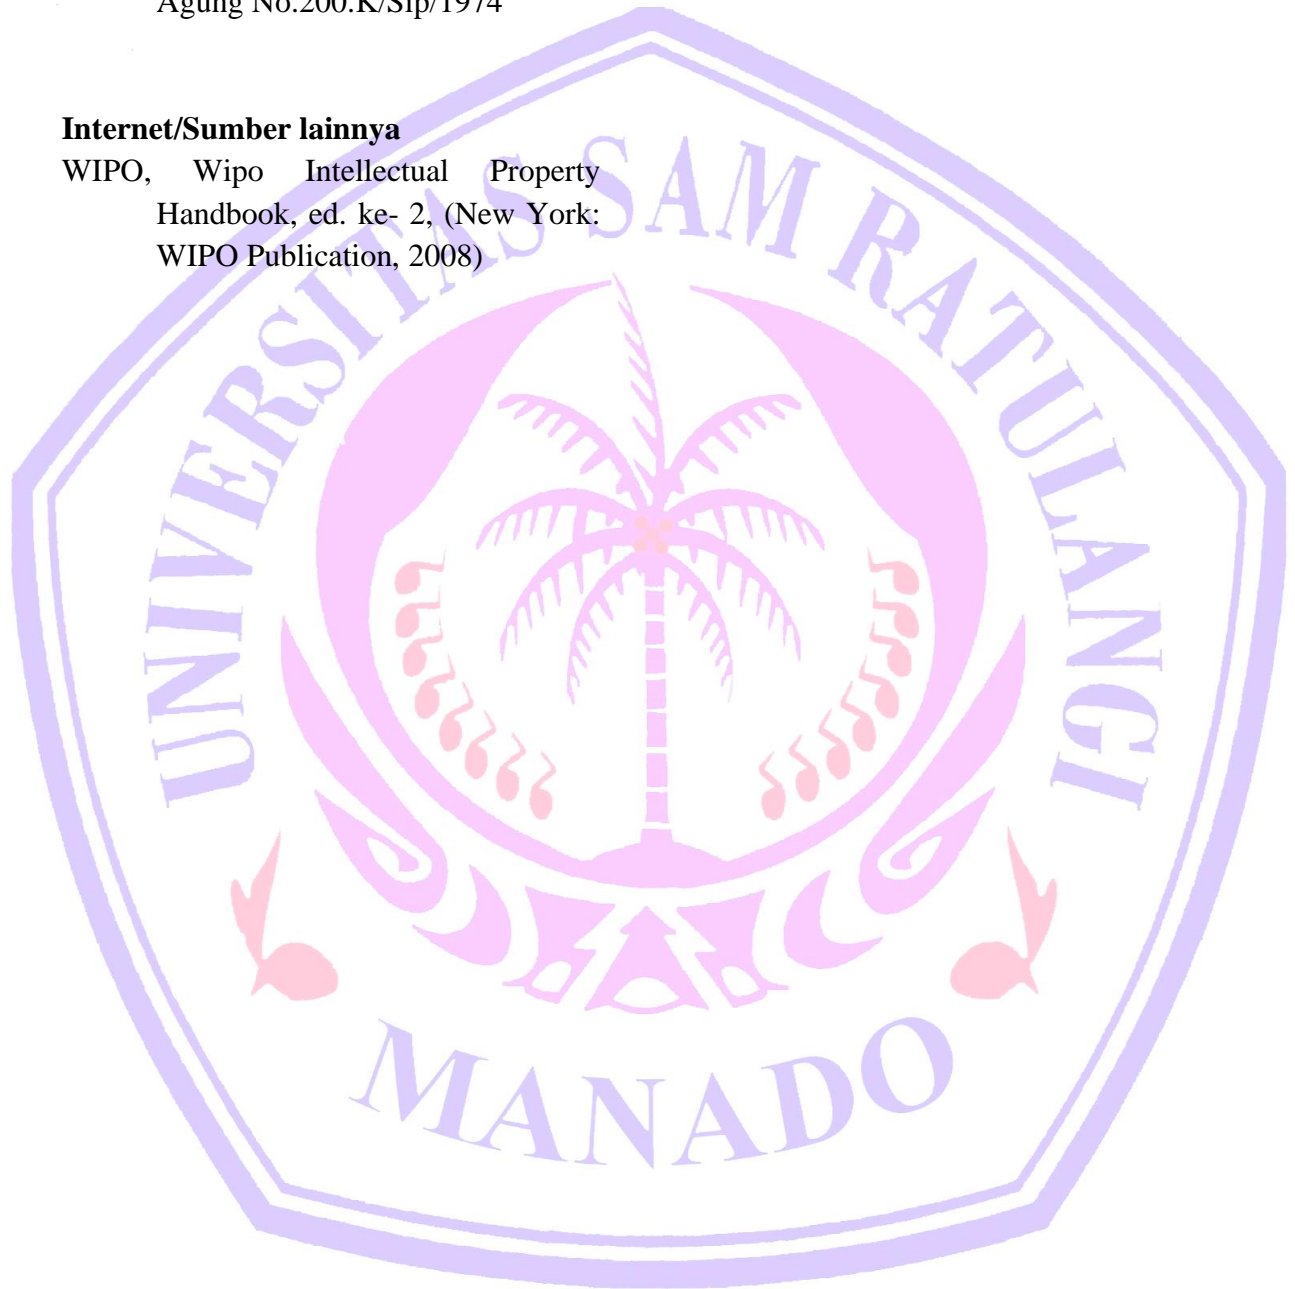 Agung No.200.K/Sip/1974
Internet/Sumber lainnya
WIPO, Wipo Intellectual Property
Handbook, ed. ke- 2, (New York:
WIPO Publication, 2008)
UNIVERSITAS SAM RATULANGI
MANADO